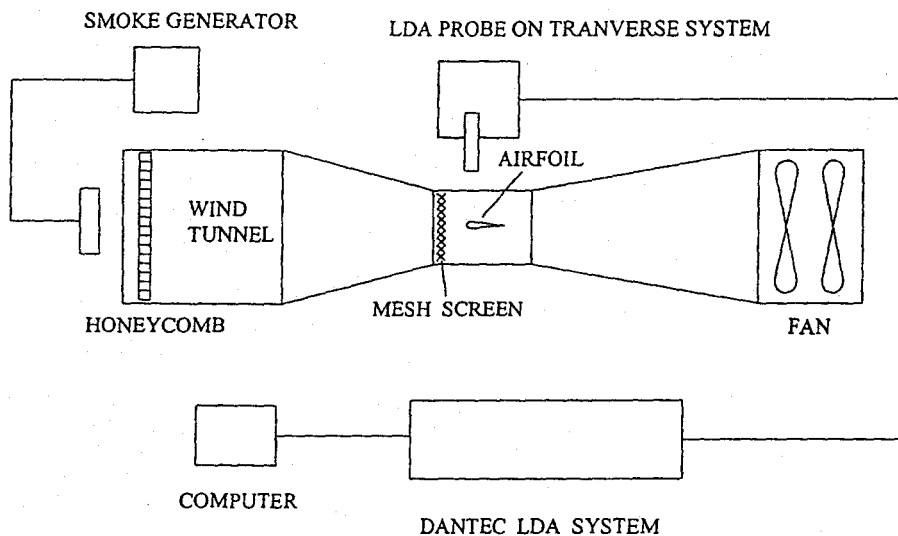 SMOKE GENERATOR
LDA PROBE ON TRANVERSE SYSTEM
AIRFOIL
WIND
TUNNEL
MESH SCREEN
HONEYCOMB
FAN
COMPUTER
DANTEC LDA SYSTEM